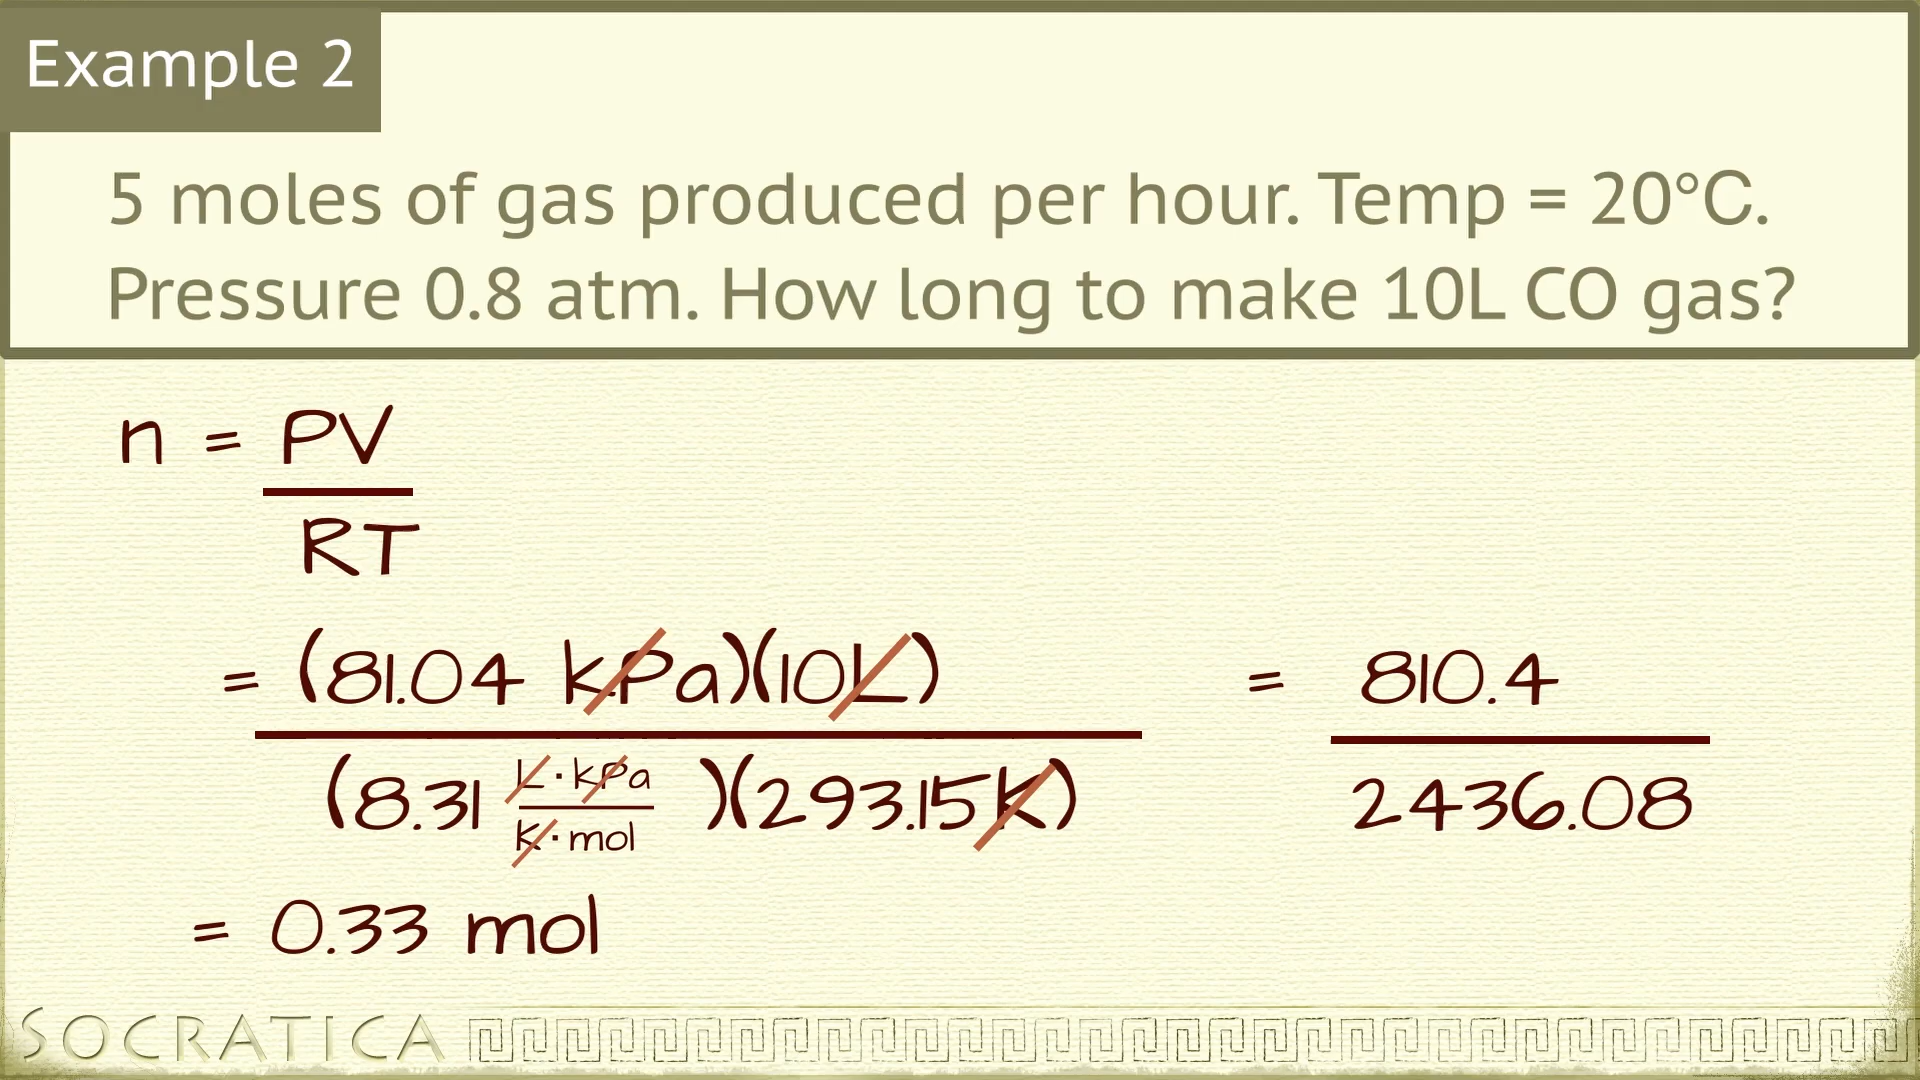 Example 2
5 moles of gas produced per hour. Temp = 20°C.
Pressure 0.8 atm. How long to make 10L CO gas?
n = PV
RT
= (81.04 kPa)(10L) = 810.4
(8.31 L·kPa/K·mol )(293.15K) 2436.08
= 0.33 mol
SOCRATICA